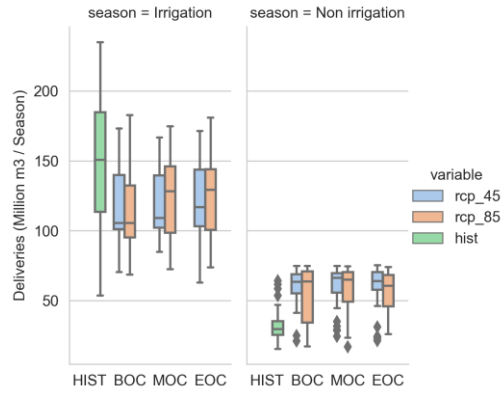 season = Irrigation
season = Non irrigation
Deliveries (Million m3 / Season)
200
150
100
50
HIST BOC MOC EOC
HIST BOC MOC EOC
variable
rcp_45
rcp_85
hist